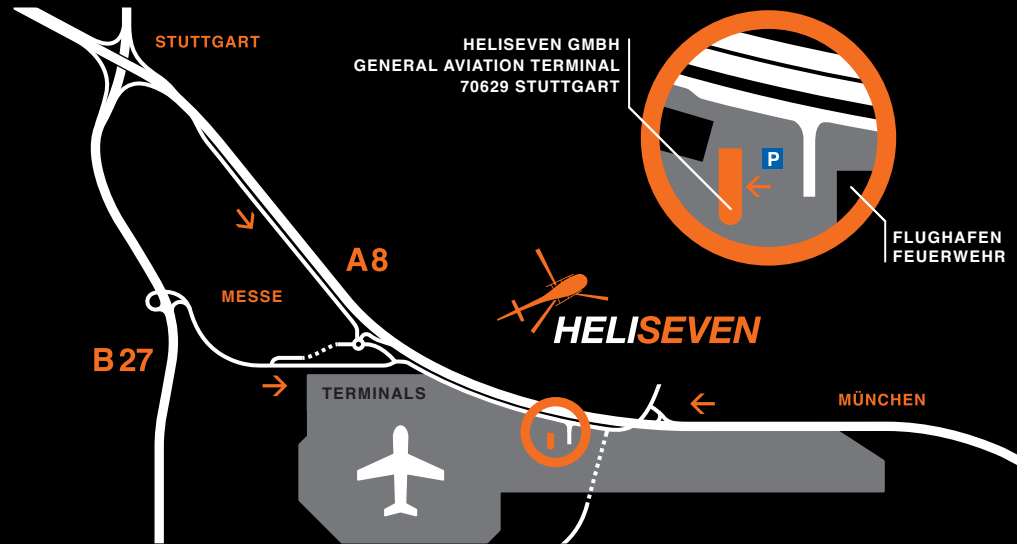 STUTTGART
HELISEVEN GMBH
GENERAL AVIATION TERMINAL
70629 STUTTGART
P
FLUGHAFEN
FEUERWEHR
A8
MESSE
HELISEVEN
B27
TERMINALS
MÜNCHEN